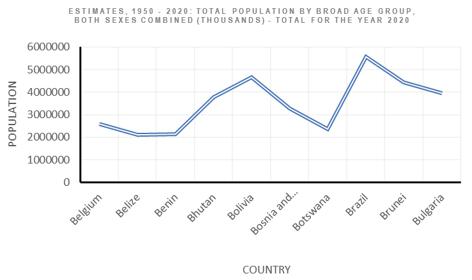 ESTIMATES, 1950 - 2020: TOTAL POPULATION BY BROAD AGE GROUP,
BOTH SEXES COMBINED (THOUSANDS) - TOTAL FOR THE YEAR 2020
6000000
5000000
4000000
3000000
2000000
1000000
0
POPULATION
Belgium
Belize
Benin
Bhutan
Bolivia
Bosnia and...
Botswana
Brazil
Brunei
Bulgaria
COUNTRY